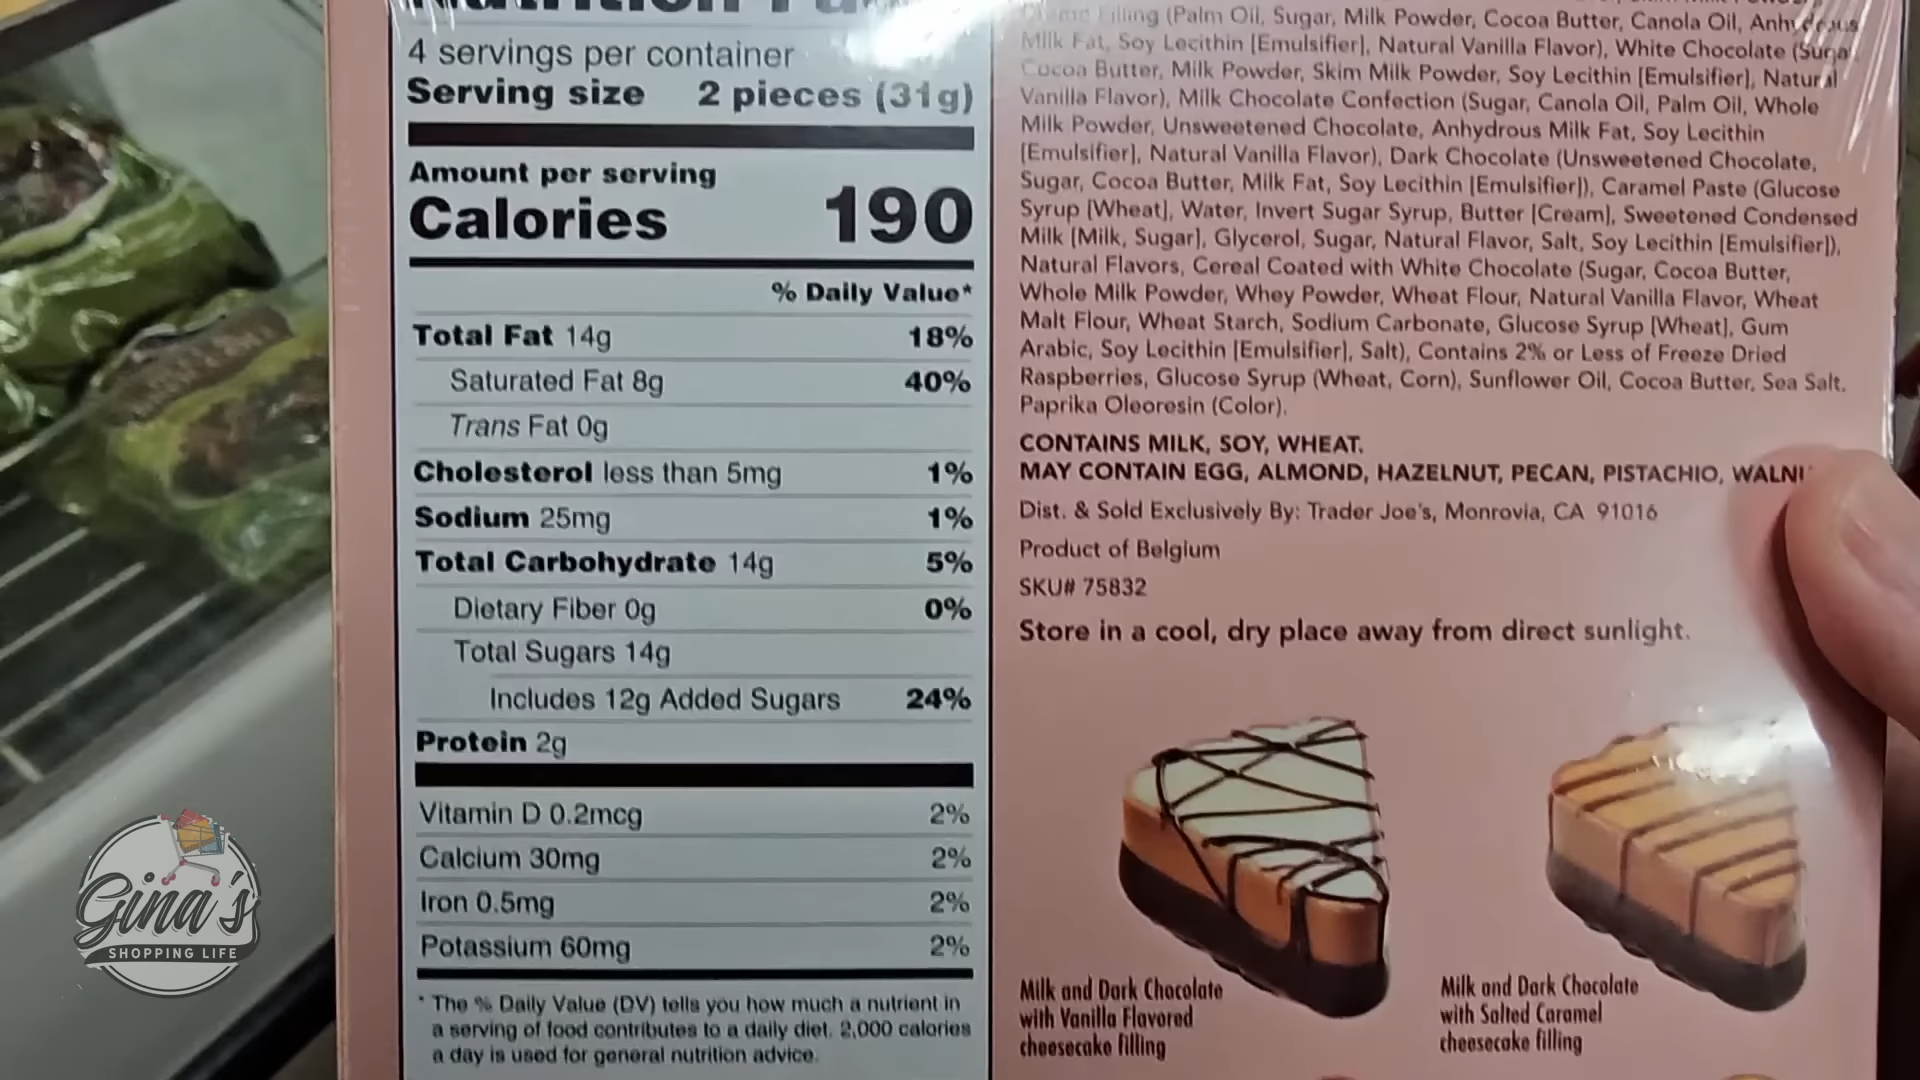 Nutrition Fa
4 servings per container
Serving size 2 pieces (31g)
Amount per serving
Calories 190
% Daily Value*
Total Fat 14g 18%
Saturated Fat 8g 40%
Trans Fat 0g
Cholesterol less than 5mg 1%
Sodium 25mg 1%
Total Carbohydrate 14g 5%
Dietary Fiber 0g 0%
Total Sugars 14g
Includes 12g Added Sugars 24%
Protein 2g
Vitamin D 0.2mcg 2%
Calcium 30mg 2%
Iron 0.5mg 2%
Potassium 60mg 2%
* The % Daily Value (DV) tells you how much a nutrient in
a serving of food contributes to a daily diet. 2,000 calories
a day is used for general nutrition advice.
Filling (Palm Oil, Sugar, Milk Powder, Cocoa Butter, Canola Oil, Anhydrous
Milk Fat, Soy Lecithin [Emulsifier], Natural Vanilla Flavor), White Chocolate (Sugar
Cocoa Butter, Milk Powder, Skim Milk Powder, Soy Lecithin [Emulsifier], Natural
Vanilla Flavor), Milk Chocolate Confection (Sugar, Canola Oil, Palm Oil, Whole
Milk Powder, Unsweetened Chocolate, Anhydrous Milk Fat, Soy Lecithin
[Emulsifier], Natural Vanilla Flavor), Dark Chocolate (Unsweetened Chocolate,
Sugar, Cocoa Butter, Milk Fat, Soy Lecithin [Emulsifier]), Caramel Paste (Glucose
Syrup [Wheat], Water, Invert Sugar Syrup, Butter [Cream], Sweetened Condensed
Milk [Milk, Sugar], Glycerol, Sugar, Natural Flavor, Salt, Soy Lecithin [Emulsifier]),
Natural Flavors, Cereal Coated with White Chocolate (Sugar, Cocoa Butter,
Whole Milk Powder, Whey Powder, Wheat Flour, Natural Vanilla Flavor, Wheat
Malt Flour, Wheat Starch, Sodium Carbonate, Glucose Syrup [Wheat], Gum
Arabic, Soy Lecithin [Emulsifier], Salt), Contains 2% or Less of Freeze Dried
Raspberries, Glucose Syrup (Wheat, Corn), Sunflower Oil, Cocoa Butter, Sea Salt,
Paprika Oleoresin (Color).
CONTAINS MILK, SOY, WHEAT.
MAY CONTAIN EGG, ALMOND, HAZELNUT, PECAN, PISTACHIO, WALN
Dist. & Sold Exclusively By: Trader Joe's, Monrovia, CA 91016
Product of Belgium
SKU# 75832
Store in a cool, dry place away from direct sunlight.
Milk and Dark Chocolate
with Vanilla Flavored
cheesecake filling
Milk and Dark Chocolate
with Salted Caramel
cheesecake filling
Gina's
SHOPPING LIFE